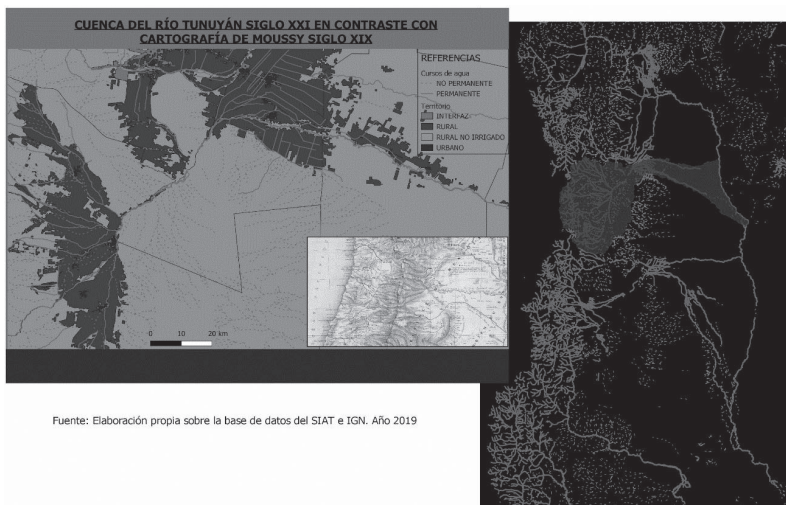 CUENCA DEL RÍO TUNUYÁN SIGLO XXI EN CONTRASTE CON
CARTOGRAFÍA DE MOUSSY SIGLO XIX
REFERENCIAS
Cursos de agua
NO PERMANENTE
PERMANENTE
Territorio
INTERFAZ
RURAL
RURAL NO IRRIGADO
URBANO
0 10 20 km
Fuente: Elaboración propia sobre la base de datos del SIAT e IGN. Año 2019